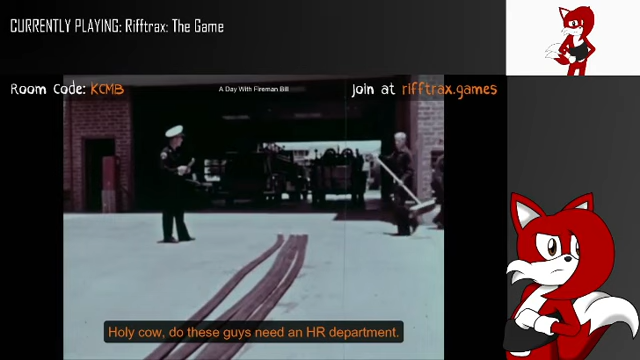 CURRENTLY PLAYING: Rifftrax: The Game
Room Code: KCMB
A Day With Fireman Bill
Join at rifftrax.games
Holy cow, do these guys need an HR department.